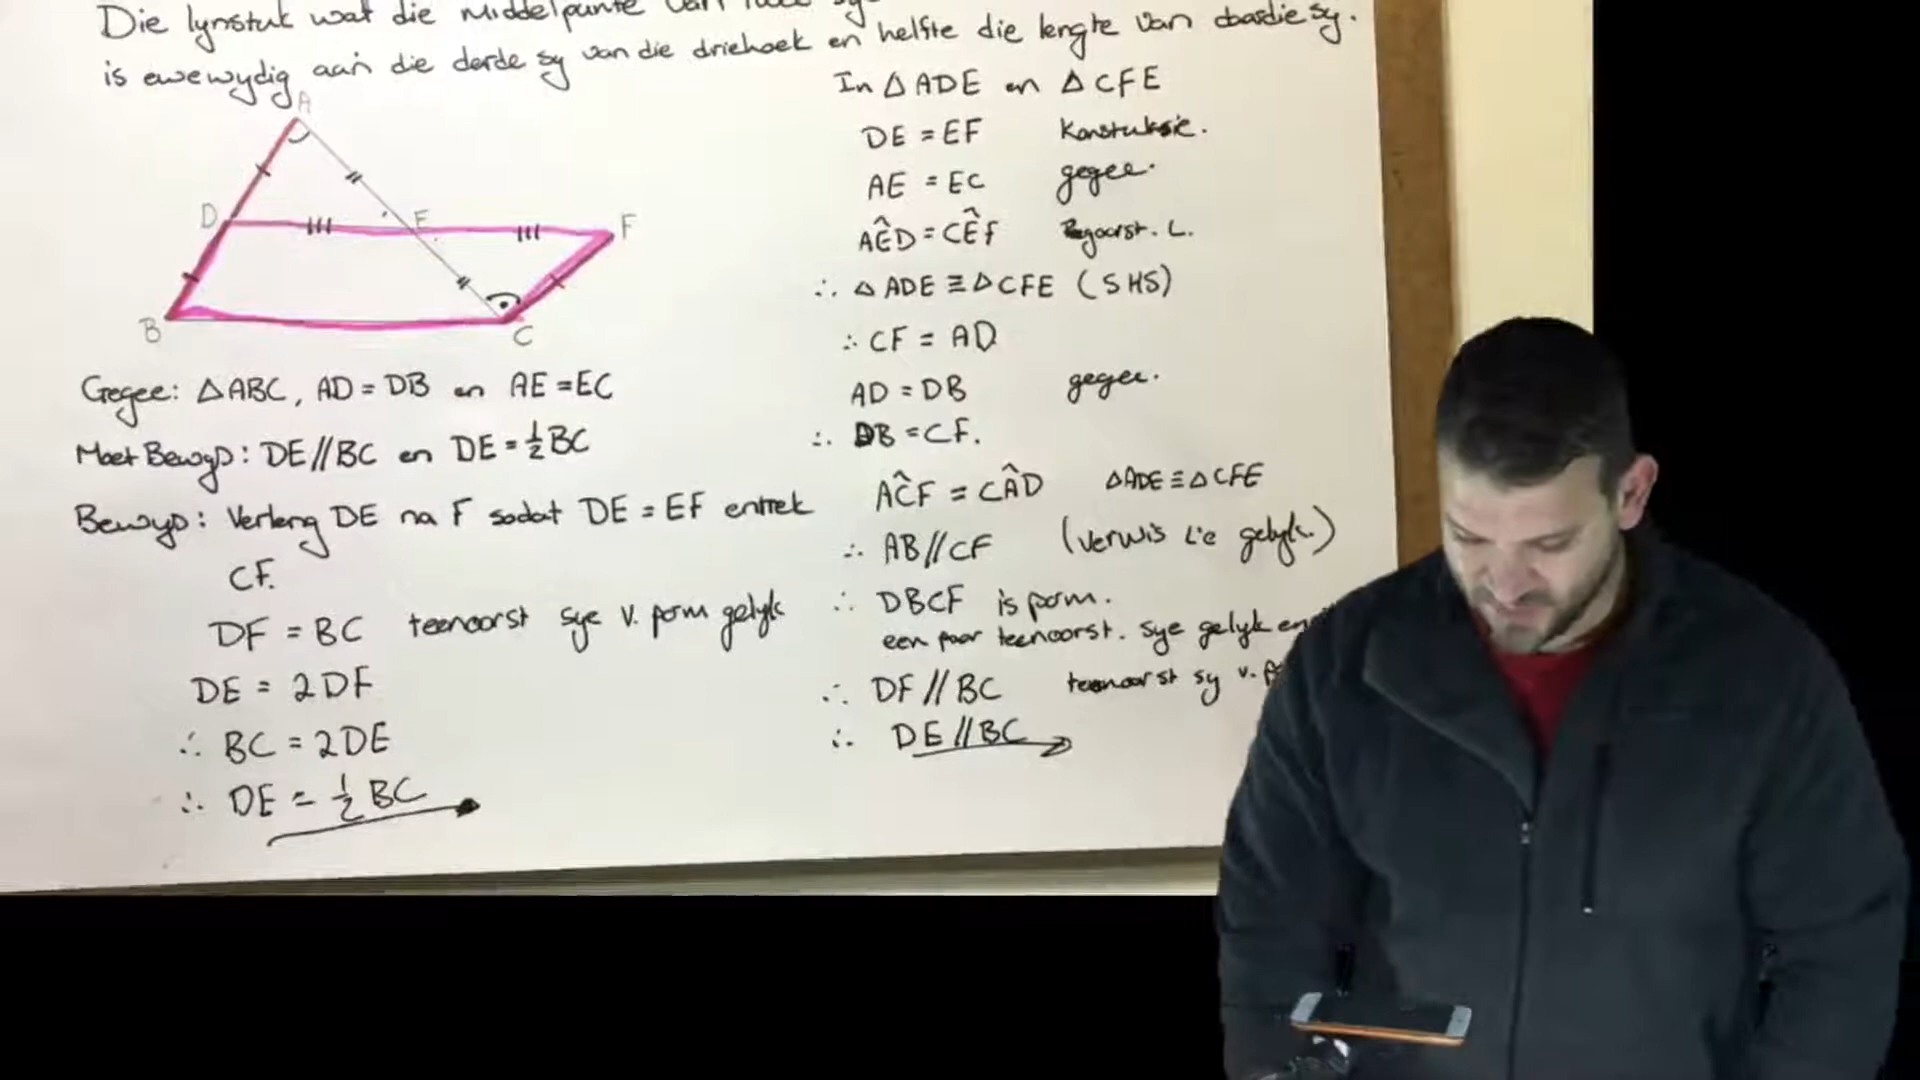 Die lynstuk wat die middelpunte van
is ewewydig aan die derde sy van die driehoek en helfte die lengte van daardie sy.
A
D
E
F
B
C
Gegee: △ABC, AD = DB en AE = EC
Moet Bewys: DE // BC en DE = ½ BC
Bewys: Verleng DE na F sodat DE = EF en trek
CF.
DF = BC teenoorst sye v. parm gelyk
DE = 2DF
∴ BC = 2DE
∴ DE = ½ BC
In △ADE en △CFE
DE = EF Konstuksie.
AE = EC gegee.
AÊD = CÊF Regoorst. L.
∴ △ADE ≡ △CFE (SHS)
∴ CF = AD
AD = DB gegee.
∴ DB = CF.
AĈF = CÂD △ADE ≡ △CFE
∴ AB // CF (verwis L'e gelyk.)
∴ DBCF is parm.
een paar teenoorst. sye gelyk en
∴ DF // BC teenoorst sy v.
∴ DE // BC